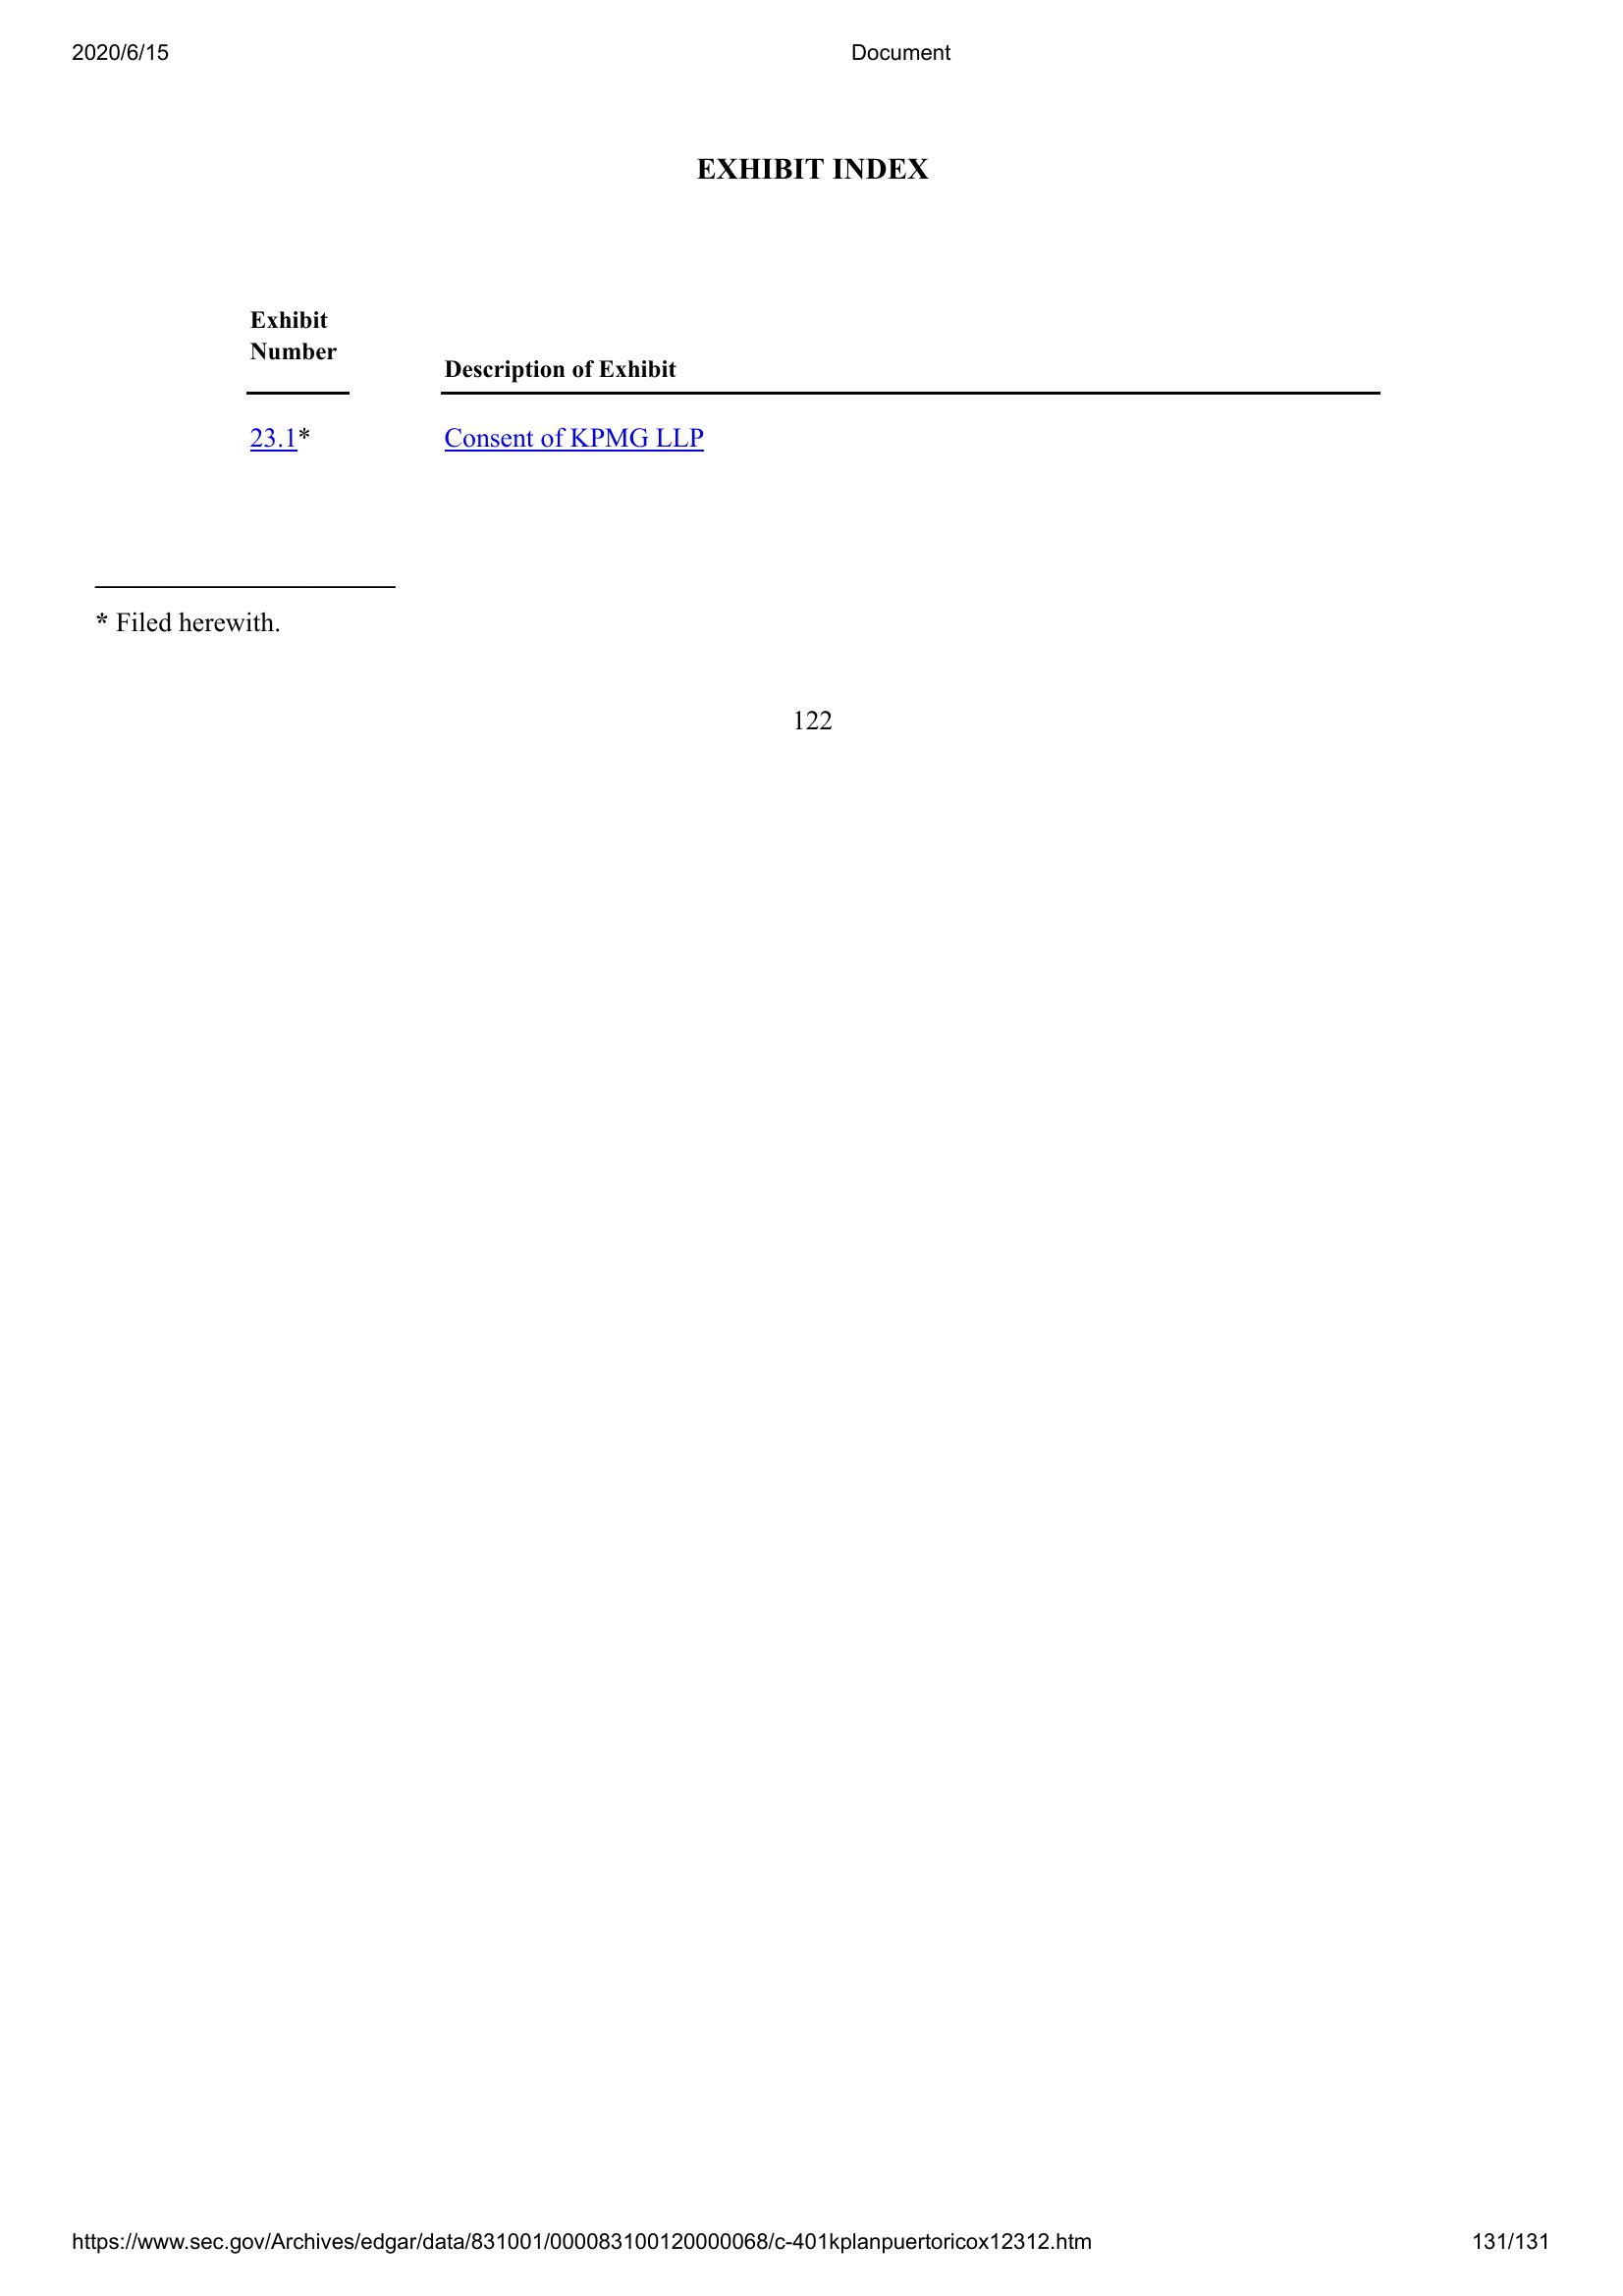 2020/6/15 Document
EXHIBIT INDEX
Exhibit
Number
Description of Exhibit
23.1* Consent of KPMG LLP
* Filed herewith.
122
https://www.sec.gov/Archives/edgar/data/831001/000083100120000068/c-401kplanpuertoricox12312.htm 131/131